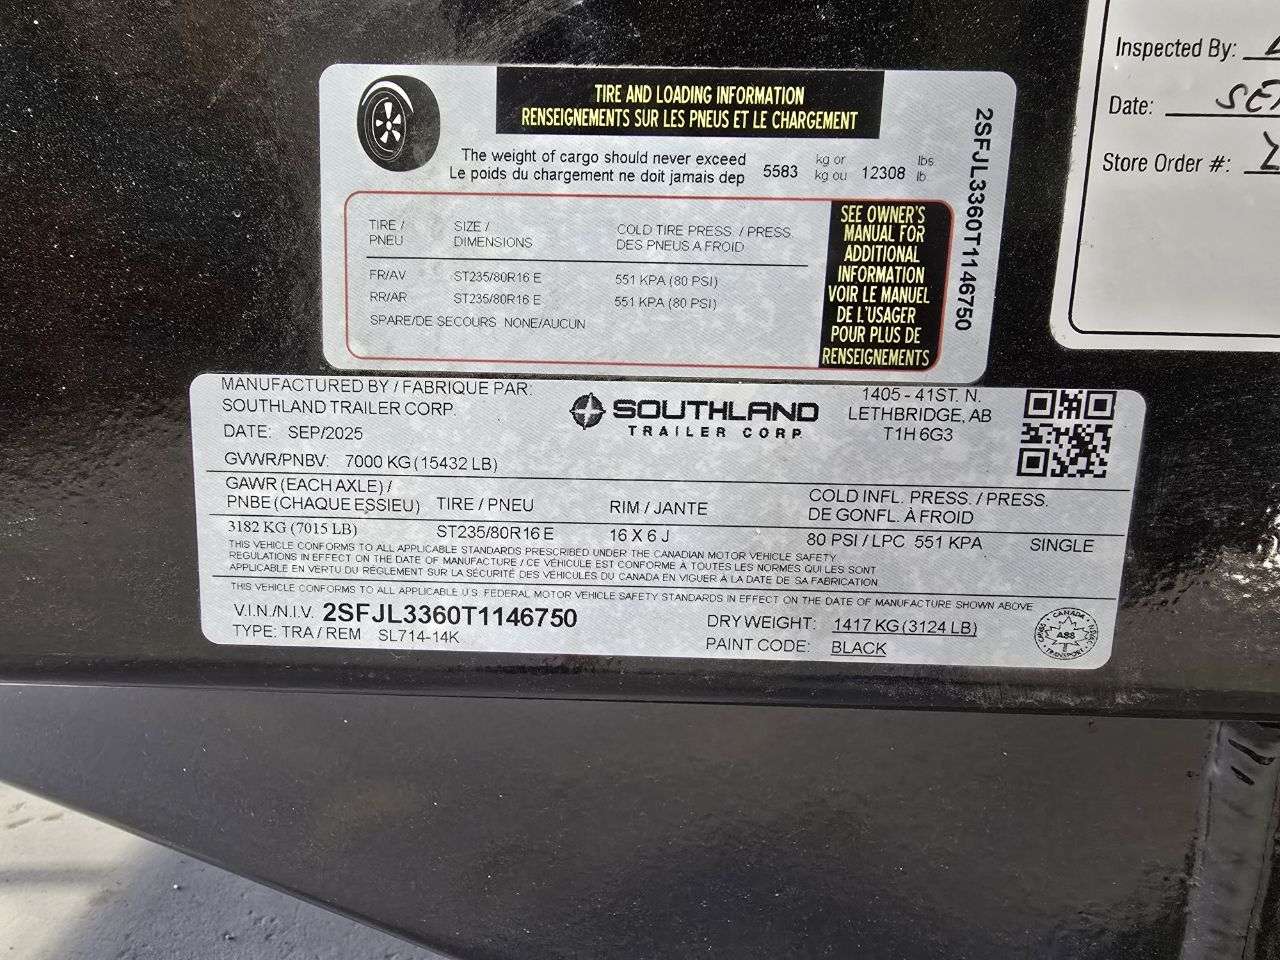 TIRE AND LOADING INFORMATION
RENSEIGNEMENTS SUR LES PNEUS ET LE CHARGEMENT
The weight of cargo should never exceed 5583 kg or 12308 lbs
Le poids du chargement ne doit jamais dep kg ou lb
TIRE / PNEU SIZE / DIMENSIONS COLD TIRE PRESS. / PRESS. DES PNEUS A FROID
FR/AV ST235/80R16 E 551 KPA (80 PSI)
RR/AR ST235/80R16 E 551 KPA (80 PSI)
SPARE/DE SECOURS NONE/AUCUN
SEE OWNER'S
MANUAL FOR
ADDITIONAL
INFORMATION
VOIR LE MANUEL
DE L'USAGER
POUR PLUS DE
RENSEIGNEMENTS
2SFJL3360T1146750
Inspected By:
Date:
Store Order #:
MANUFACTURED BY / FABRIQUE PAR:
SOUTHLAND TRAILER CORP.
DATE: SEP/2025
GVWR/PNBV: 7000 KG (15432 LB)
SOUTHLAND
TRAILER CORP
1405 - 41ST. N.
LETHBRIDGE, AB
T1H 6G3
GAWR (EACH AXLE) /
PNBE (CHAQUE ESSIEU) TIRE / PNEU RIM / JANTE COLD INFL. PRESS. / PRESS. DE GONFL. À FROID
3182 KG (7015 LB) ST235/80R16 E 16 X 6 J 80 PSI / LPC 551 KPA SINGLE
THIS VEHICLE CONFORMS TO ALL APPLICABLE STANDARDS PRESCRIBED UNDER THE CANADIAN MOTOR VEHICLE SAFETY
REGULATIONS IN EFFECT ON THE DATE OF MANUFACTURE / CE VÉHICULE EST CONFORME À TOUTES LES NORMES QUI LES SONT
APPLICABLE EN VERTU DU RÉGLEMENT SUR LA SÉCURITÉ DES VÉHICULES DU CANADA EN VIGUER À LA DATE DE SA FABRICATION
THIS VEHICLE CONFORMS TO ALL APPLICABLE U.S. FEDERAL MOTOR VEHICLE SAFETY STANDARDS IN EFFECT ON THE DATE OF MANUFACTURE SHOWN ABOVE
V.I.N./N.I.V. 2SFJL3360T1146750 DRY WEIGHT: 1417 KG (3124 LB)
TYPE: TRA / REM SL714-14K PAINT CODE: BLACK
CANADA
TRANSPORT